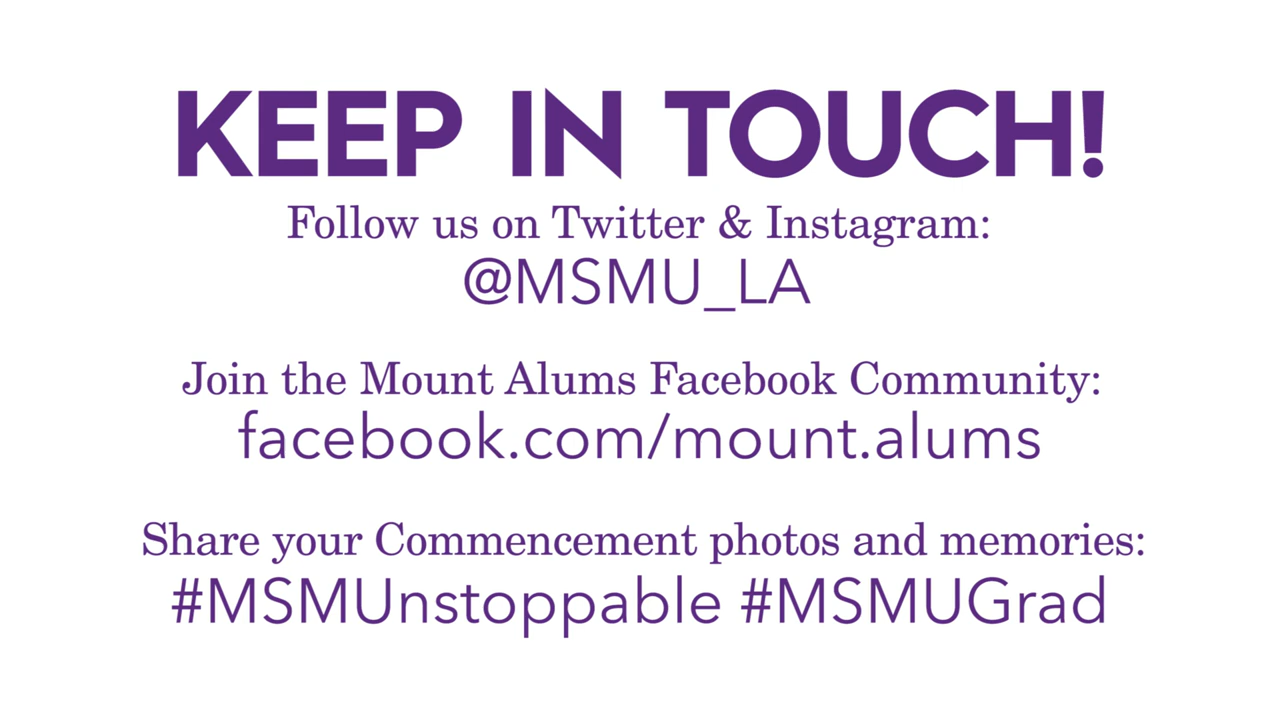 KEEP IN TOUCH!
Follow us on Twitter & Instagram:
@MSMU_LA
Join the Mount Alums Facebook Community:
facebook.com/mount.alums
Share your Commencement photos and memories:
#MSMUnstoppable #MSMUGrad